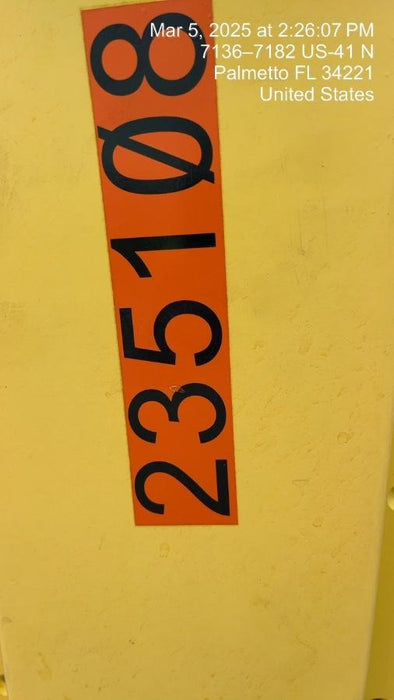 Mar 5, 2025 at 2:26:07 PM
7136–7182 US-41 N
Palmetto FL 34221
United States
235108